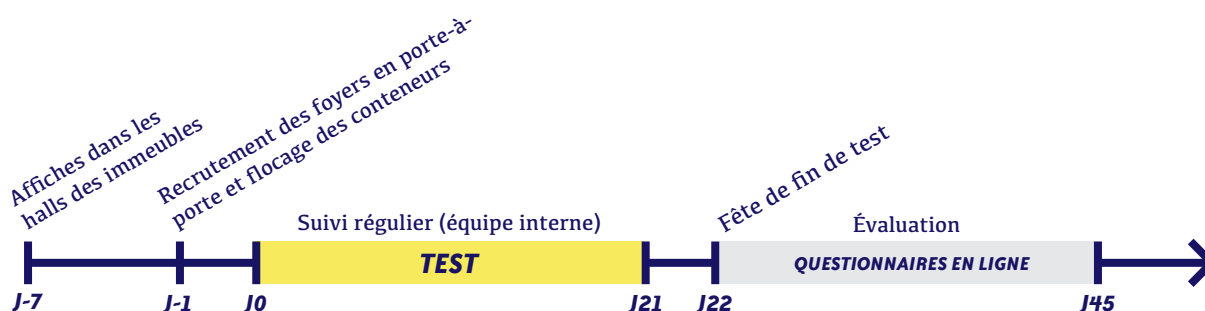 Affiches dans les
halls des immeubles
Recrutement des foyers en porte-à-
porte et flocage des conteneurs
Fête de fin de test
Suivi régulier (équipe interne)
Évaluation
TEST
QUESTIONNAIRES EN LIGNE
J-7
J-1
J0
J21
J22
J45